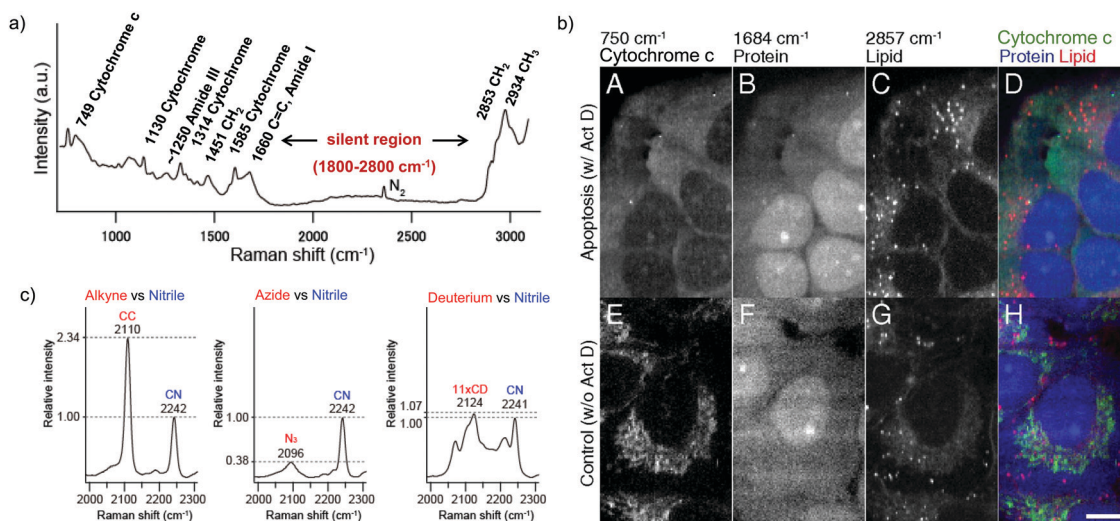 a)
Intensity (a.u.)
749 Cytochrome c
1130 Cytochrome
~1250 Amide III
1314 Cytochrome
1451 CH2
1585 Cytochrome
1660 C=C, Amide I
silent region
(1800-2800 cm-1)
N2
2853 CH2
2934 CH3
1000 1500 2000 2500 3000
Raman shift (cm-1)
b)
750 cm-1
Cytochrome c
1684 cm-1
Protein
2857 cm-1
Lipid
Cytochrome c
Protein Lipid
Apoptosis (w/ Act D)
A B C D
Control (w/o Act D)
E F G H
c)
Alkyne vs Nitrile
Relative intensity
2.34
1.00
CC
2110
CN
2242
2000 2100 2200 2300
Raman shift (cm-1)
Azide vs Nitrile
Relative intensity
1.00
0.38
N3
2096
CN
2242
2000 2100 2200 2300
Raman shift (cm-1)
Deuterium vs Nitrile
Relative intensity
1.07
1.00
11xCD
2124
CN
2241
2000 2100 2200 2300
Raman shift (cm-1)